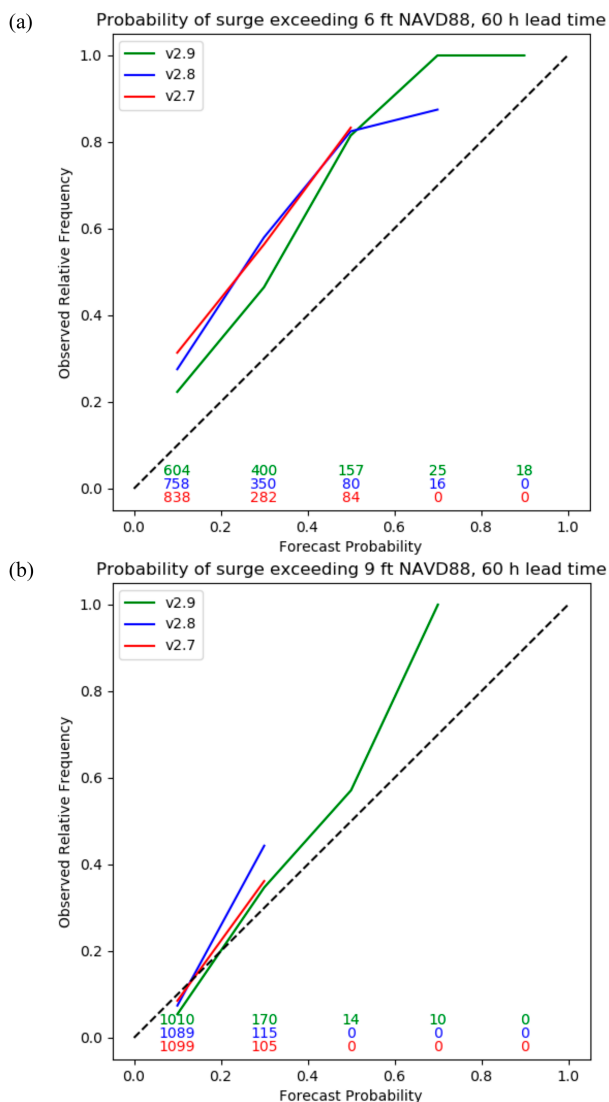 (a)
Probability of surge exceeding 6 ft NAVD88, 60 h lead time
v2.9
v2.8
v2.7
1.0
0.8
0.6
0.4
0.2
0.0
Observed Relative Frequency
604 400 157 25 18
758 350 80 16 0
838 282 84 0 0
0.0 0.2 0.4 0.6 0.8 1.0
Forecast Probability
(b)
Probability of surge exceeding 9 ft NAVD88, 60 h lead time
v2.9
v2.8
v2.7
1.0
0.8
0.6
0.4
0.2
0.0
Observed Relative Frequency
1010 170 14 10 0
1089 115 0 0 0
1099 105 0 0 0
0.0 0.2 0.4 0.6 0.8 1.0
Forecast Probability